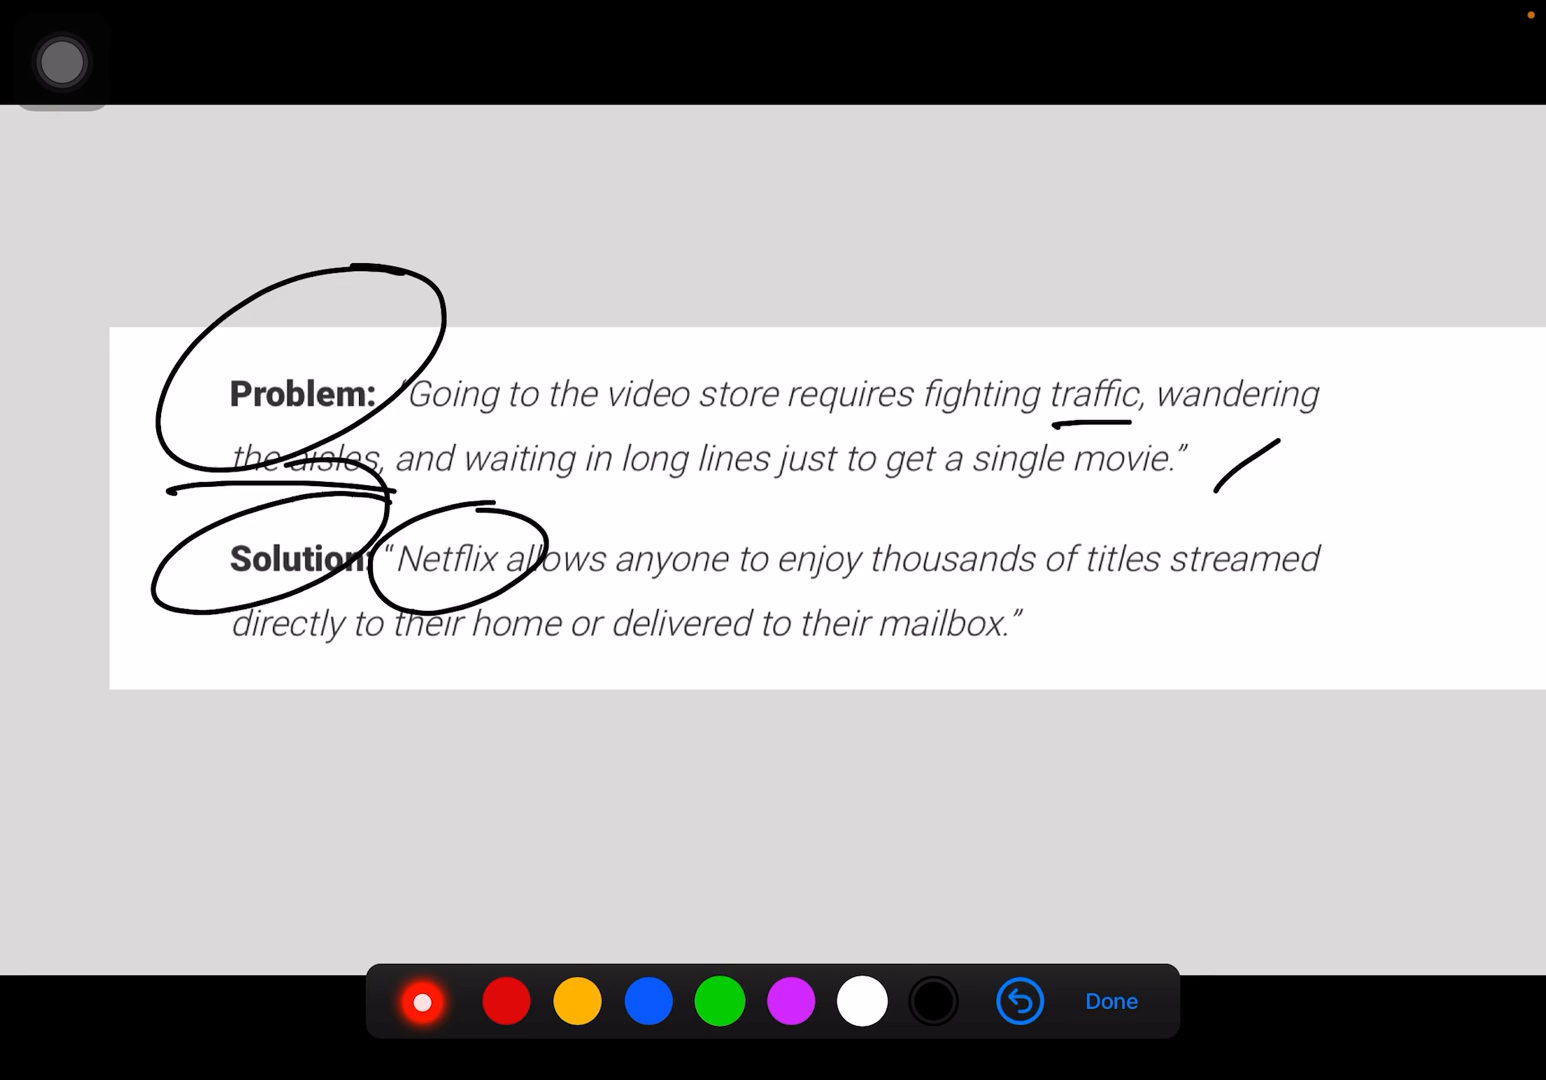 Problem: “Going to the video store requires fighting traffic, wandering
the aisles, and waiting in long lines just to get a single movie.”
Solution: “Netflix allows anyone to enjoy thousands of titles streamed
directly to their home or delivered to their mailbox.”
Done